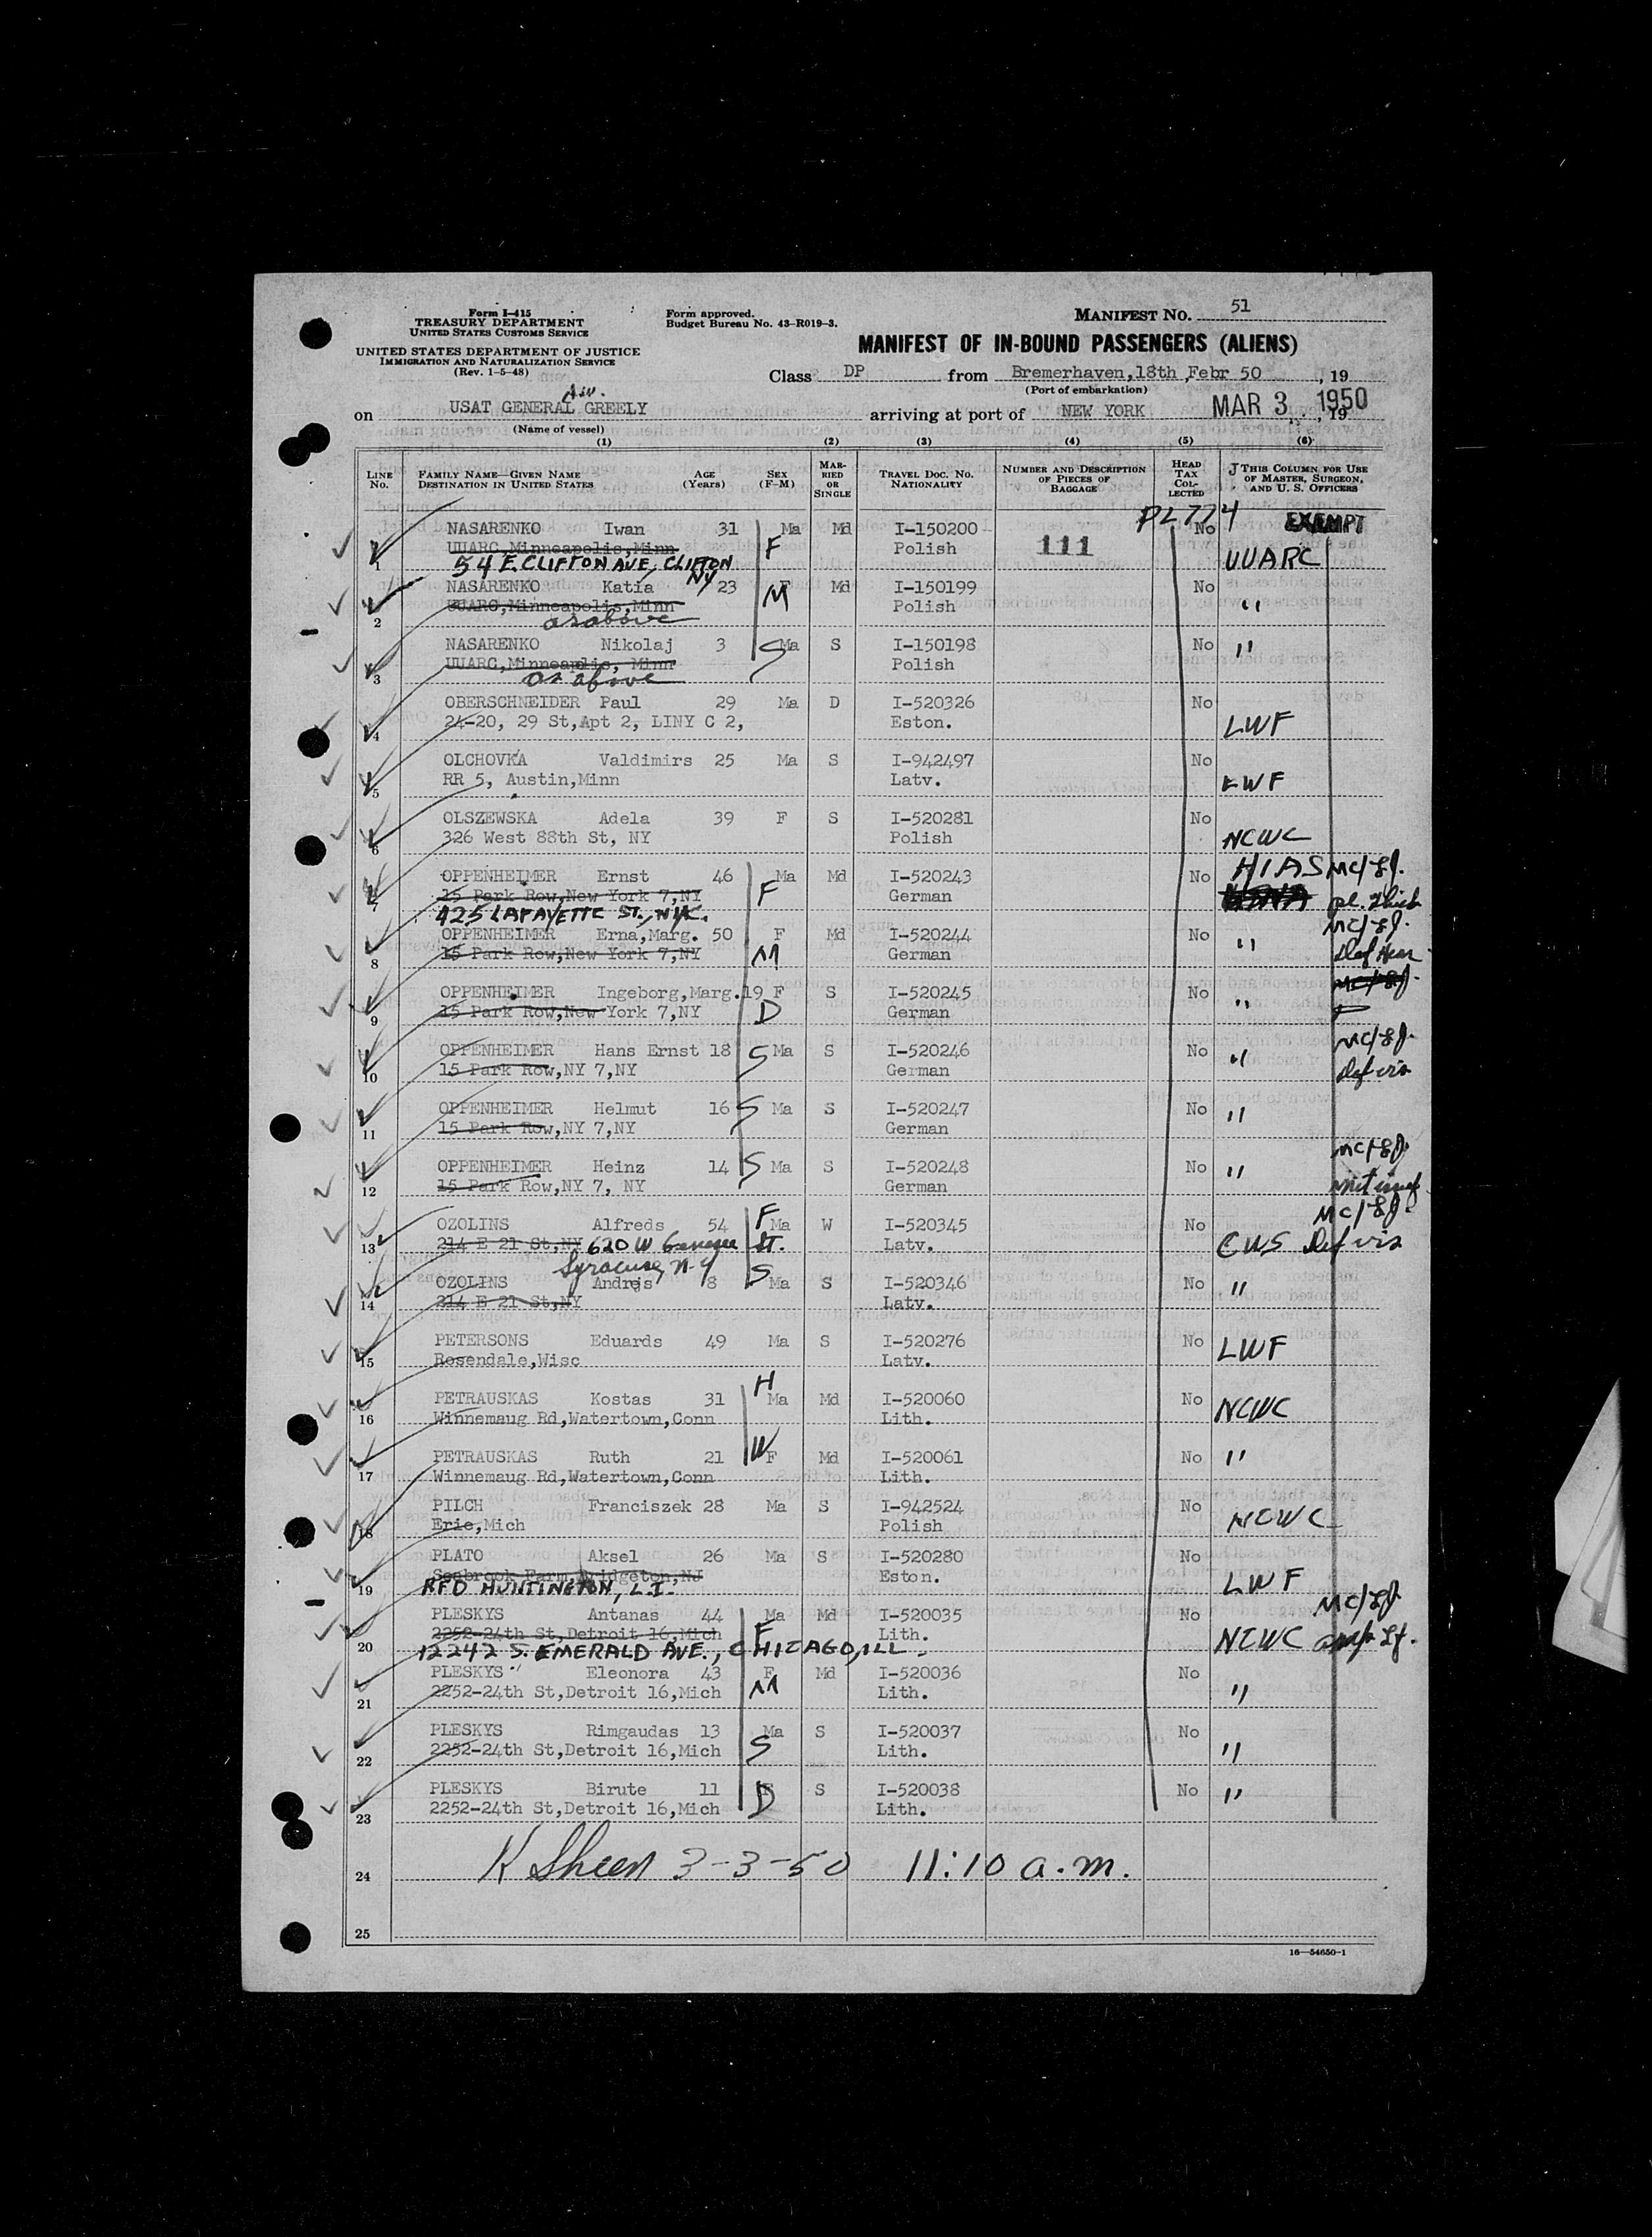 Form I-415
TREASURY DEPARTMENT
UNITED STATES CUSTOMS SERVICE
UNITED STATES DEPARTMENT OF JUSTICE
IMMIGRATION AND NATURALIZATION SERVICE
(Rev. 1-5-48)
Form approved.
Budget Bureau No. 43-R019-3.
MANIFEST NO. 51
MANIFEST OF IN-BOUND PASSENGERS (ALIENS)
Class DP from Bremerhaven, 18th, Febr 50, 19
(Port of embarkation)
on USAT GENERAL GREELY arriving at port of NEW YORK MAR 3 1950, 19
(Name of vessel)
(1) (2) (3) (4) (5) (6)
LINE No. FAMILY NAME—GIVEN NAME DESTINATION IN UNITED STATES AGE (Years) SEX (F-M) MARRIED OR SINGLE TRAVEL DOC. NO. NATIONALITY NUMBER AND DESCRIPTION OF PIECES OF BAGGAGE HEAD TAX COLLECTED THIS COLUMN FOR USE OF MASTER, SURGEON, AND U. S. OFFICERS
PL 774 EXEMPT
NASARENKO Iwan 31 Ma Md I-150200 No
1 UUARC, Minneapolis, Minn F Polish 111 UUARC
54 E. CLIFTON AVE, CLIFTON NY
NASARENKO Katia 23 F Md I-150199 No
2 UUARC, Minneapolis, Minn M Polish "
as above
NASARENKO Nikolaj 3 S Ma S I-150198 No "
3 UUARC, Minneaplis, Minn Polish
as above
OBERSCHNEIDER Paul 29 Ma D I-520326 No
4 24-20, 29 St, Apt 2, LINY C 2, Eston. LWF
OLCHOVKA Valdimirs 25 Ma S I-942497 No
5 RR 5, Austin, Minn Latv. LWF
OLSZEWSKA Adela 39 F S I-520281 No
6 326 West 88th St, NY Polish NCWC
OPPENHEIMER Ernst 46 Ma Md I-520243 No HIAS
7 15 Park Row, New York 7, NY F German
425 LAFAYETTE ST., NYC.
OPPENHEIMER Erna, Marg. 50 F Md I-520244 No "
8 15 Park Row, New York 7, NY M German
OPPENHEIMER Ingeborg, Marg. 19 F S I-520245 No "
9 15 Park Row, New York 7, NY D German
OPPENHEIMER Hans Ernst 18 S Ma S I-520246 No "
10 15 Park Row, NY 7, NY German Def vis
OPPENHEIMER Helmut 16 S Ma S I-520247 No "
11 15 Park Row, NY 7, NY German
OPPENHEIMER Heinz 14 S Ma S I-520248 No "
12 15 Park Row, NY 7, NY German
OZOLINS Alfreds 54 F Ma W I-520345 No
13 214 E 21 St, NY 620 W Genesee St. Latv. CWS Def vis
Syracuse, N-Y
OZOLINS Andrejs 8 S Ma S I-520346 No "
14 214 E 21 St, NY Latv.
PETERSONS Eduards 49 Ma S I-520276 No LWF
15 Rosendale, Wisc Latv.
PETRAUSKAS Kostas 31 H Ma Md I-520060 No NCWC
16 Winnemaug Rd, Watertown, Conn Lith.
PETRAUSKAS Ruth 21 W F Md I-520061 No "
17 Winnemaug Rd, Watertown, Conn Lith.
PILCH Franciszek 28 Ma S I-942524 No
18 Erie, Mich Polish NCWC
PLATO Aksel 26 Ma S I-520280 No
19 Seabrook Farm, Bridgeton, NJ Eston. LWF
RFD HUNTINGTON, L.I.
PLESKYS Antanas 44 Ma Md I-520035 No
20 2252-24th St, Detroit 16, Mich F Lith. NCWC
12242 S. EMERALD AVE., CHICAGO, ILL.
PLESKYS Eleonora 43 F Md I-520036 No
21 2252-24th St, Detroit 16, Mich M Lith. "
PLESKYS Rimgaudas 13 Ma S I-520037 No
22 2252-24th St, Detroit 16, Mich S Lith. "
PLESKYS Birute 11 F S I-520038 No "
23 2252-24th St, Detroit 16, Mich D Lith.
24 K Sheen 3-3-50 11:10 a.m.
25
16-54650-1